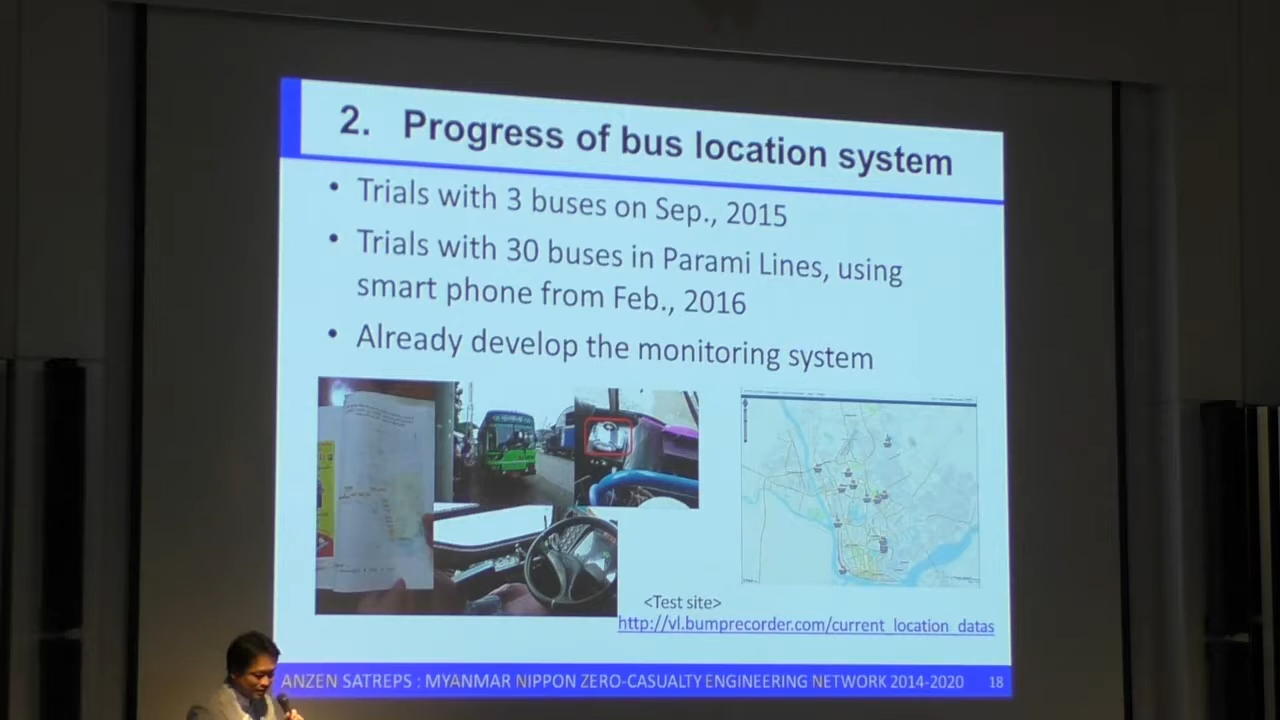 2. Progress of bus location system
• Trials with 3 buses on Sep., 2015
• Trials with 30 buses in Parami Lines, using
smart phone from Feb., 2016
• Already develop the monitoring system
<Test site>
http://vl.bumprecorder.com/current_location_datas
ANZEN SATREPS : MYANMAR NIPPON ZERO-CASUALTY ENGINEERING NETWORK 2014-2020 18